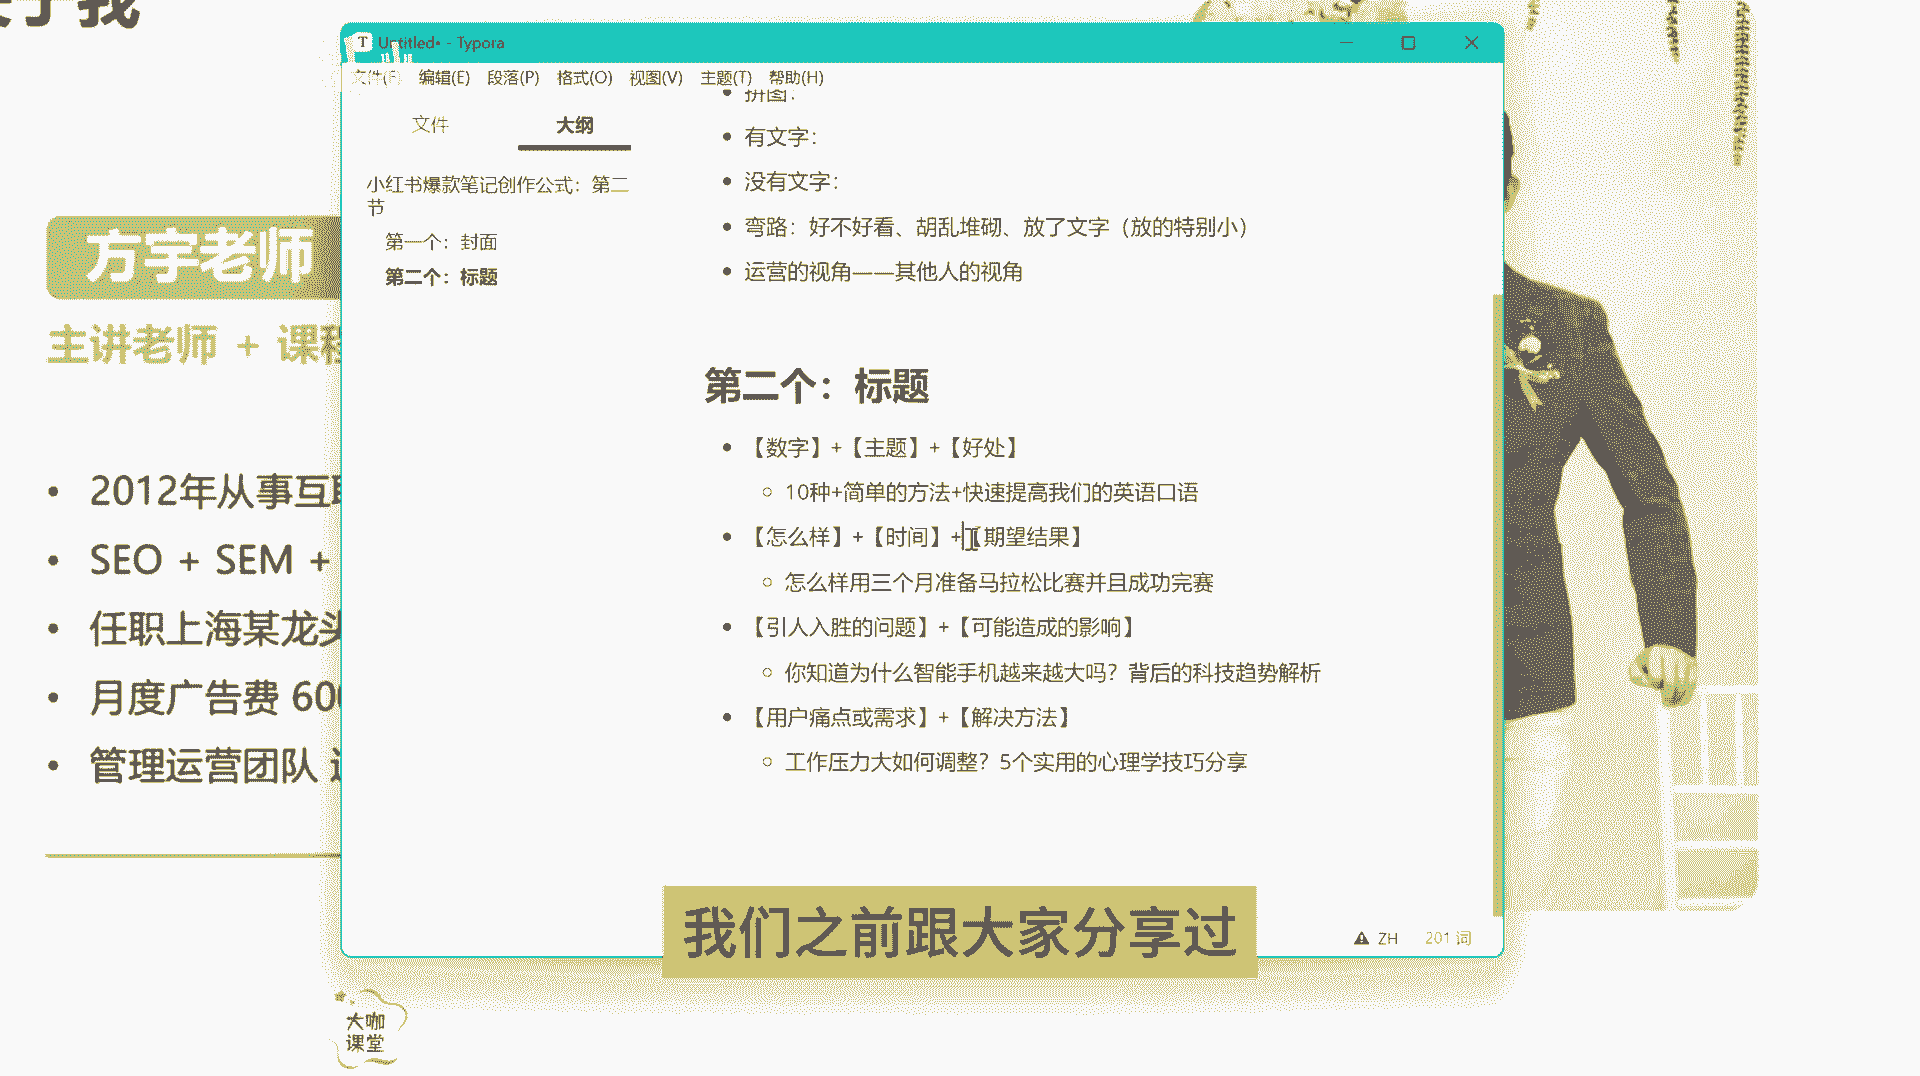 关于我
方宇老师
主讲老师 + 课程
2012年从事互联
SEO + SEM +
任职上海某龙头
月度广告费 600
管理运营团队
Untitled• - Typora
文件(F) 编辑(E) 段落(P) 格式(O) 视图(V) 主题(T) 帮助(H)
文件 大纲
小红书爆款笔记创作公式：第二
节
第一个：封面
第二个：标题
拼图：
有文字：
没有文字：
弯路：好不好看、胡乱堆砌、放了文字（放的特别小）
运营的视角——其他人的视角
第二个：标题
【数字】+【主题】+【好处】
10种+简单的方法+快速提高我们的英语口语
【怎么样】+【时间】+【期望结果】
怎么样用三个月准备马拉松比赛并且成功完赛
【引人入胜的问题】+【可能造成的影响】
你知道为什么智能手机越来越大吗？背后的科技趋势解析
【用户痛点或需求】+【解决方法】
工作压力大如何调整？5个实用的心理学技巧分享
我们之前跟大家分享过
ZH 201 词
大咖
课堂